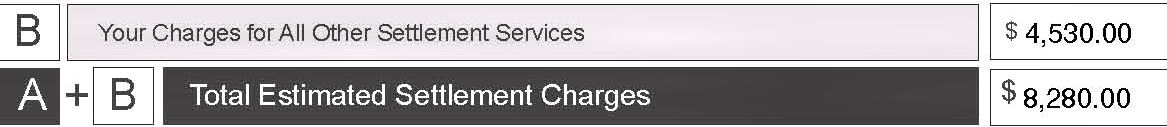 B Your Charges for All Other Settlement Services $ 4,530.00
A + B Total Estimated Settlement Charges $ 8,280.00